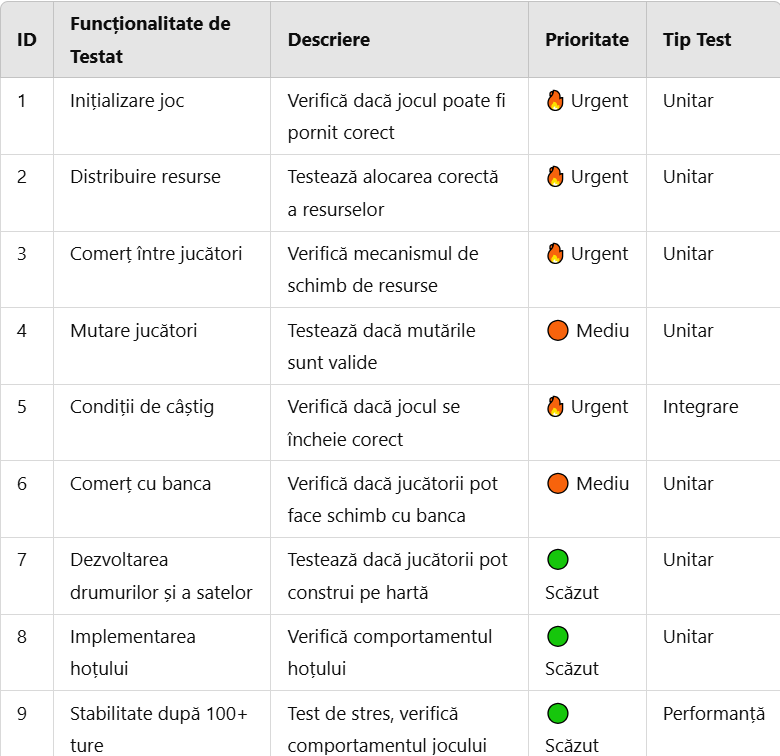 ID Funcționalitate de Testat Descriere Prioritate Tip Test
1 Inițializare joc Verifică dacă jocul poate fi pornit corect 🔥 Urgent Unitar
2 Distribuire resurse Testează alocarea corectă a resurselor 🔥 Urgent Unitar
3 Comerț între jucători Verifică mecanismul de schimb de resurse 🔥 Urgent Unitar
4 Mutare jucători Testează dacă mutările sunt valide 🟠 Mediu Unitar
5 Condiții de câștig Verifică dacă jocul se încheie corect 🔥 Urgent Integrare
6 Comerț cu banca Verifică dacă jucătorii pot face schimb cu banca 🟠 Mediu Unitar
7 Dezvoltarea drumurilor și a satelor Testează dacă jucătorii pot construi pe hartă 🟢 Scăzut Unitar
8 Implementarea hoțului Verifică comportamentul hoțului 🟢 Scăzut Unitar
9 Stabilitate după 100+ ture Test de stres, verifică comportamentul jocului 🟢 Scăzut Performanță